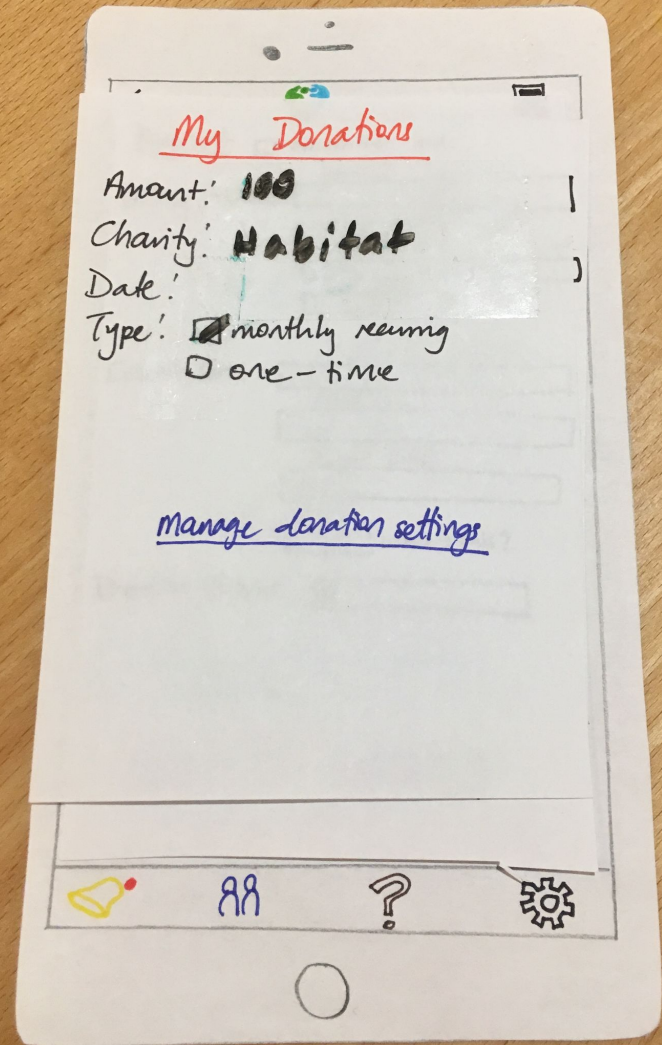 My Donations
Amount: 100
Charity: Habitat
Date:
Type: monthly recurring
one-time
manage donation settings
?